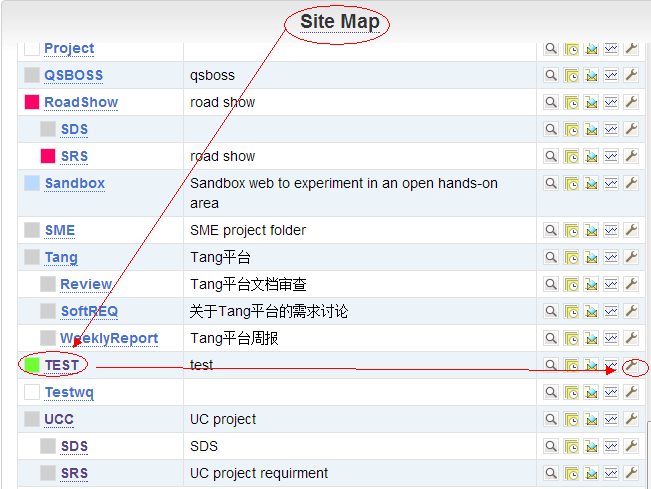 Site Map
Project
QSBOSS qsboss
RoadShow road show
SDS
SRS road show
Sandbox Sandbox web to experiment in an open hands-on
area
SME SME project folder
Tang Tang平台
Review Tang平台文档审查
SoftREQ 关于Tang平台的需求讨论
WeeklyReport Tang平台周报
TEST test
Testwq
UCC UC project
SDS SDS
SRS UC project requirment